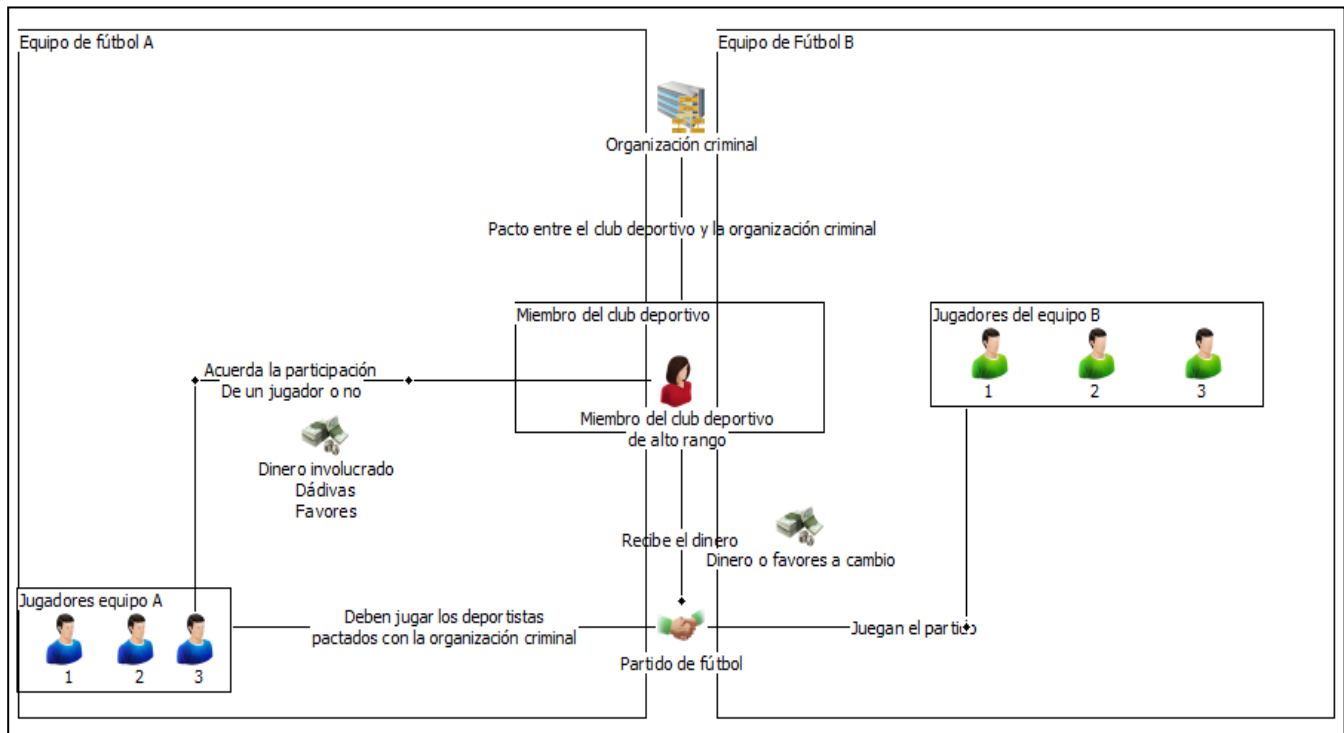 Equipo de fútbol A
Equipo de Fútbol B
Organización criminal
Pacto entre el club deportivo y la organización criminal
Miembro del club deportivo
Jugadores del equipo B
1 2 3
Acuerda la participación
De un jugador o no
Miembro del club deportivo
de alto rango
Dinero involucrado
Dádivas
Favores
Recibe el dinero
Dinero o favores a cambio
Jugadores equipo A
1 2 3
Deben jugar los deportistas
pactados con la organización criminal
Juegan el partido
Partido de fútbol